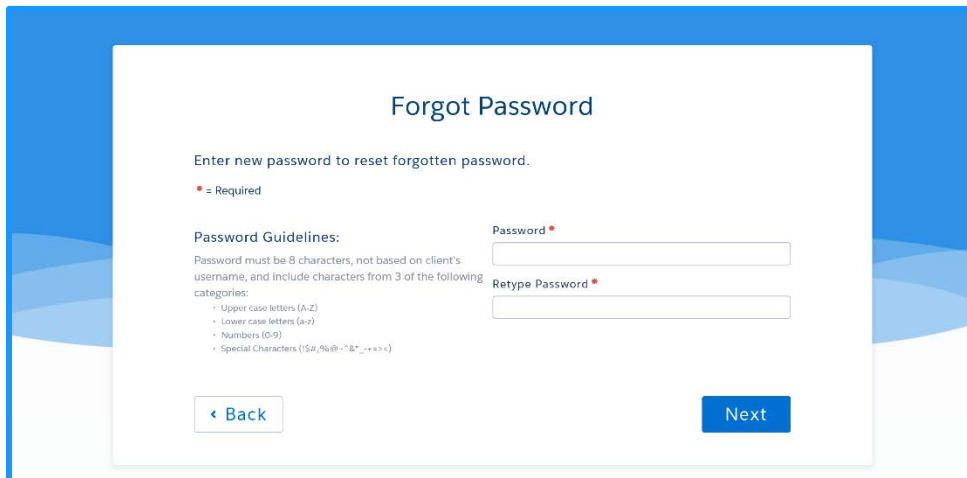 Forgot Password
Enter new password to reset forgotten password.
* = Required
Password Guidelines:
Password must be 8 characters, not based on client's
username, and include characters from 3 of the following
categories:
• Upper case letters (A-Z)
• Lower case letters (a-z)
• Numbers (0-9)
• Special Characters (!$#,%@~^&*_-+=><)
Password *
Retype Password *
‹ Back
Next